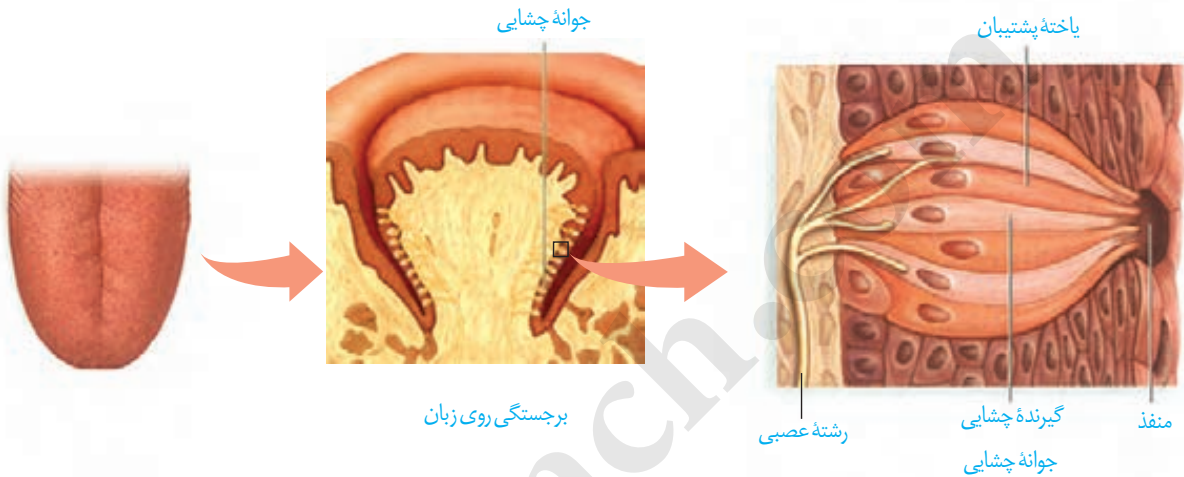 جوانهٔ چشایی
یاختهٔ پشتیبان
برجستگی روی زبان
منفذ
گیرندهٔ چشایی
رشتهٔ عصبی
جوانهٔ چشایی